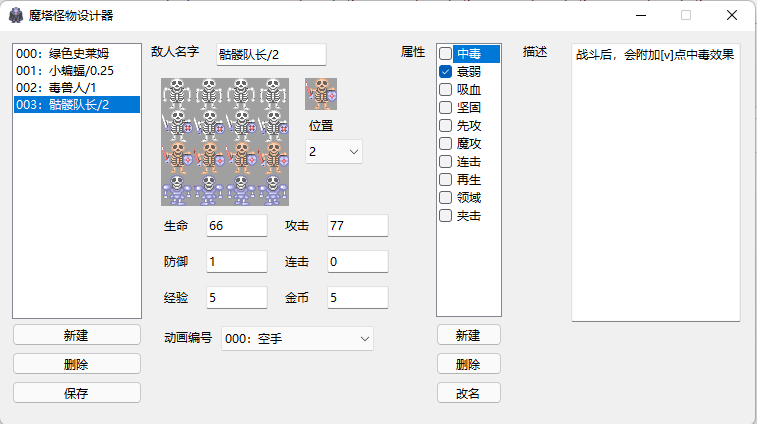 魔塔怪物设计器
000：绿色史莱姆
001：小蝙蝠/0.25
002：毒兽人/1
003：骷髅队长/2
新建
删除
保存
敌人名字
骷髅队长/2
位置
2
生命
66
攻击
77
防御
1
连击
0
经验
5
金币
5
动画编号
000：空手
属性
中毒
衰弱
吸血
坚固
先攻
魔攻
连击
再生
领域
夹击
新建
删除
改名
描述
战斗后，会附加[v]点中毒效果